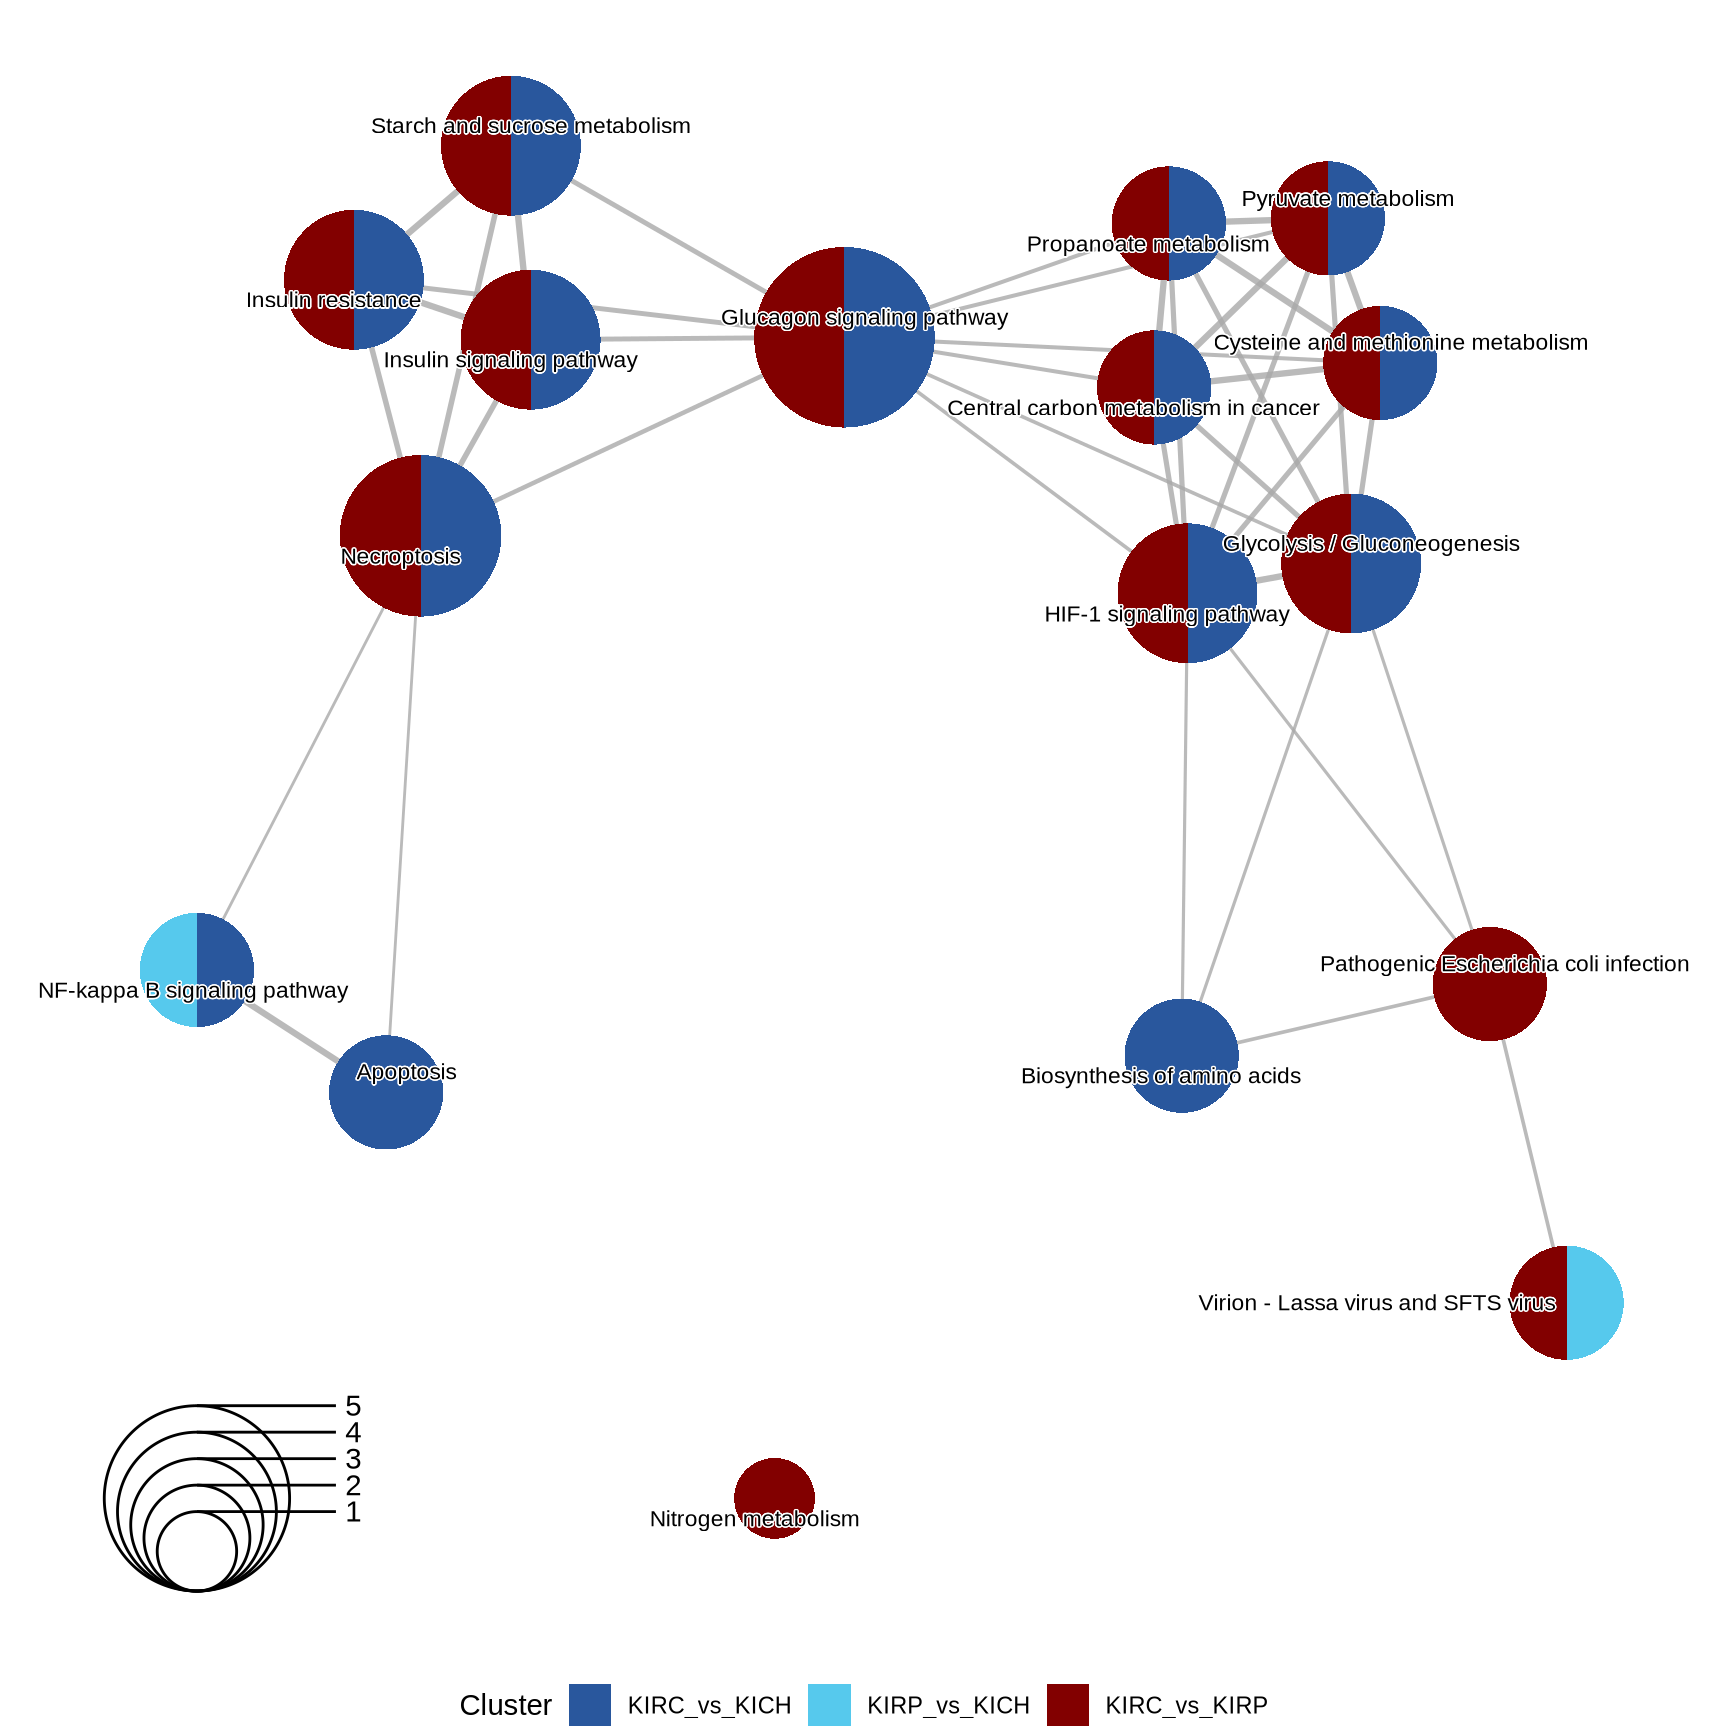 Starch and sucrose metabolism
Pyruvate metabolism
Propanoate metabolism
Insulin resistance
Glucagon signaling pathway
Cysteine and methionine metabolism
Insulin signaling pathway
Central carbon metabolism in cancer
Glycolysis / Gluconeogenesis
Necroptosis
HIF-1 signaling pathway
Pathogenic Escherichia coli infection
NF-kappa B signaling pathway
Apoptosis
Biosynthesis of amino acids
Virion - Lassa virus and SFTS virus
5
4
3
2
1
Nitrogen metabolism
Cluster KIRC_vs_KICH KIRP_vs_KICH KIRC_vs_KIRP